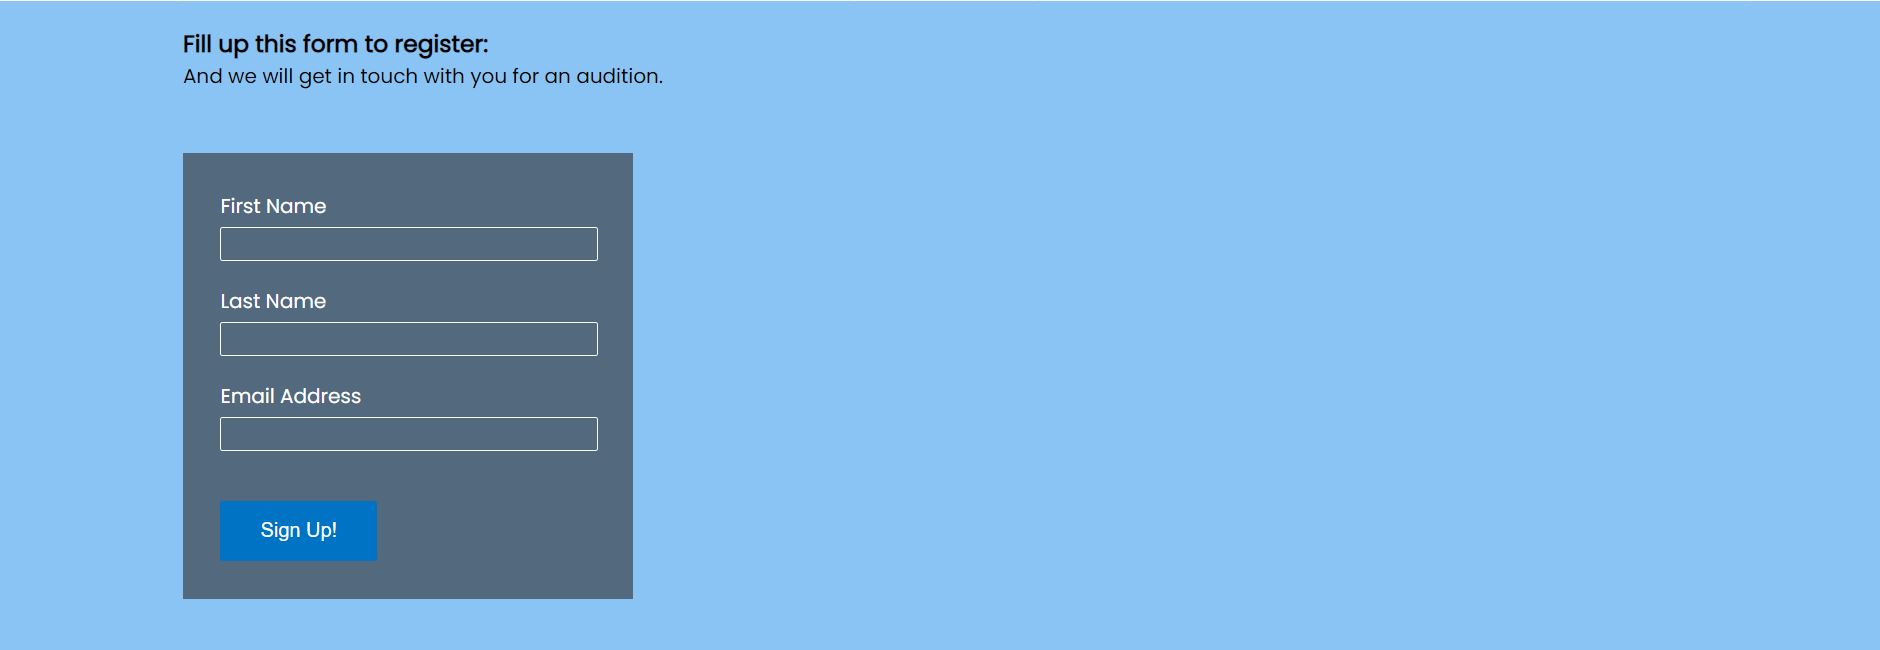 Fill up this form to register:
And we will get in touch with you for an audition.
First Name
Last Name
Email Address
Sign Up!